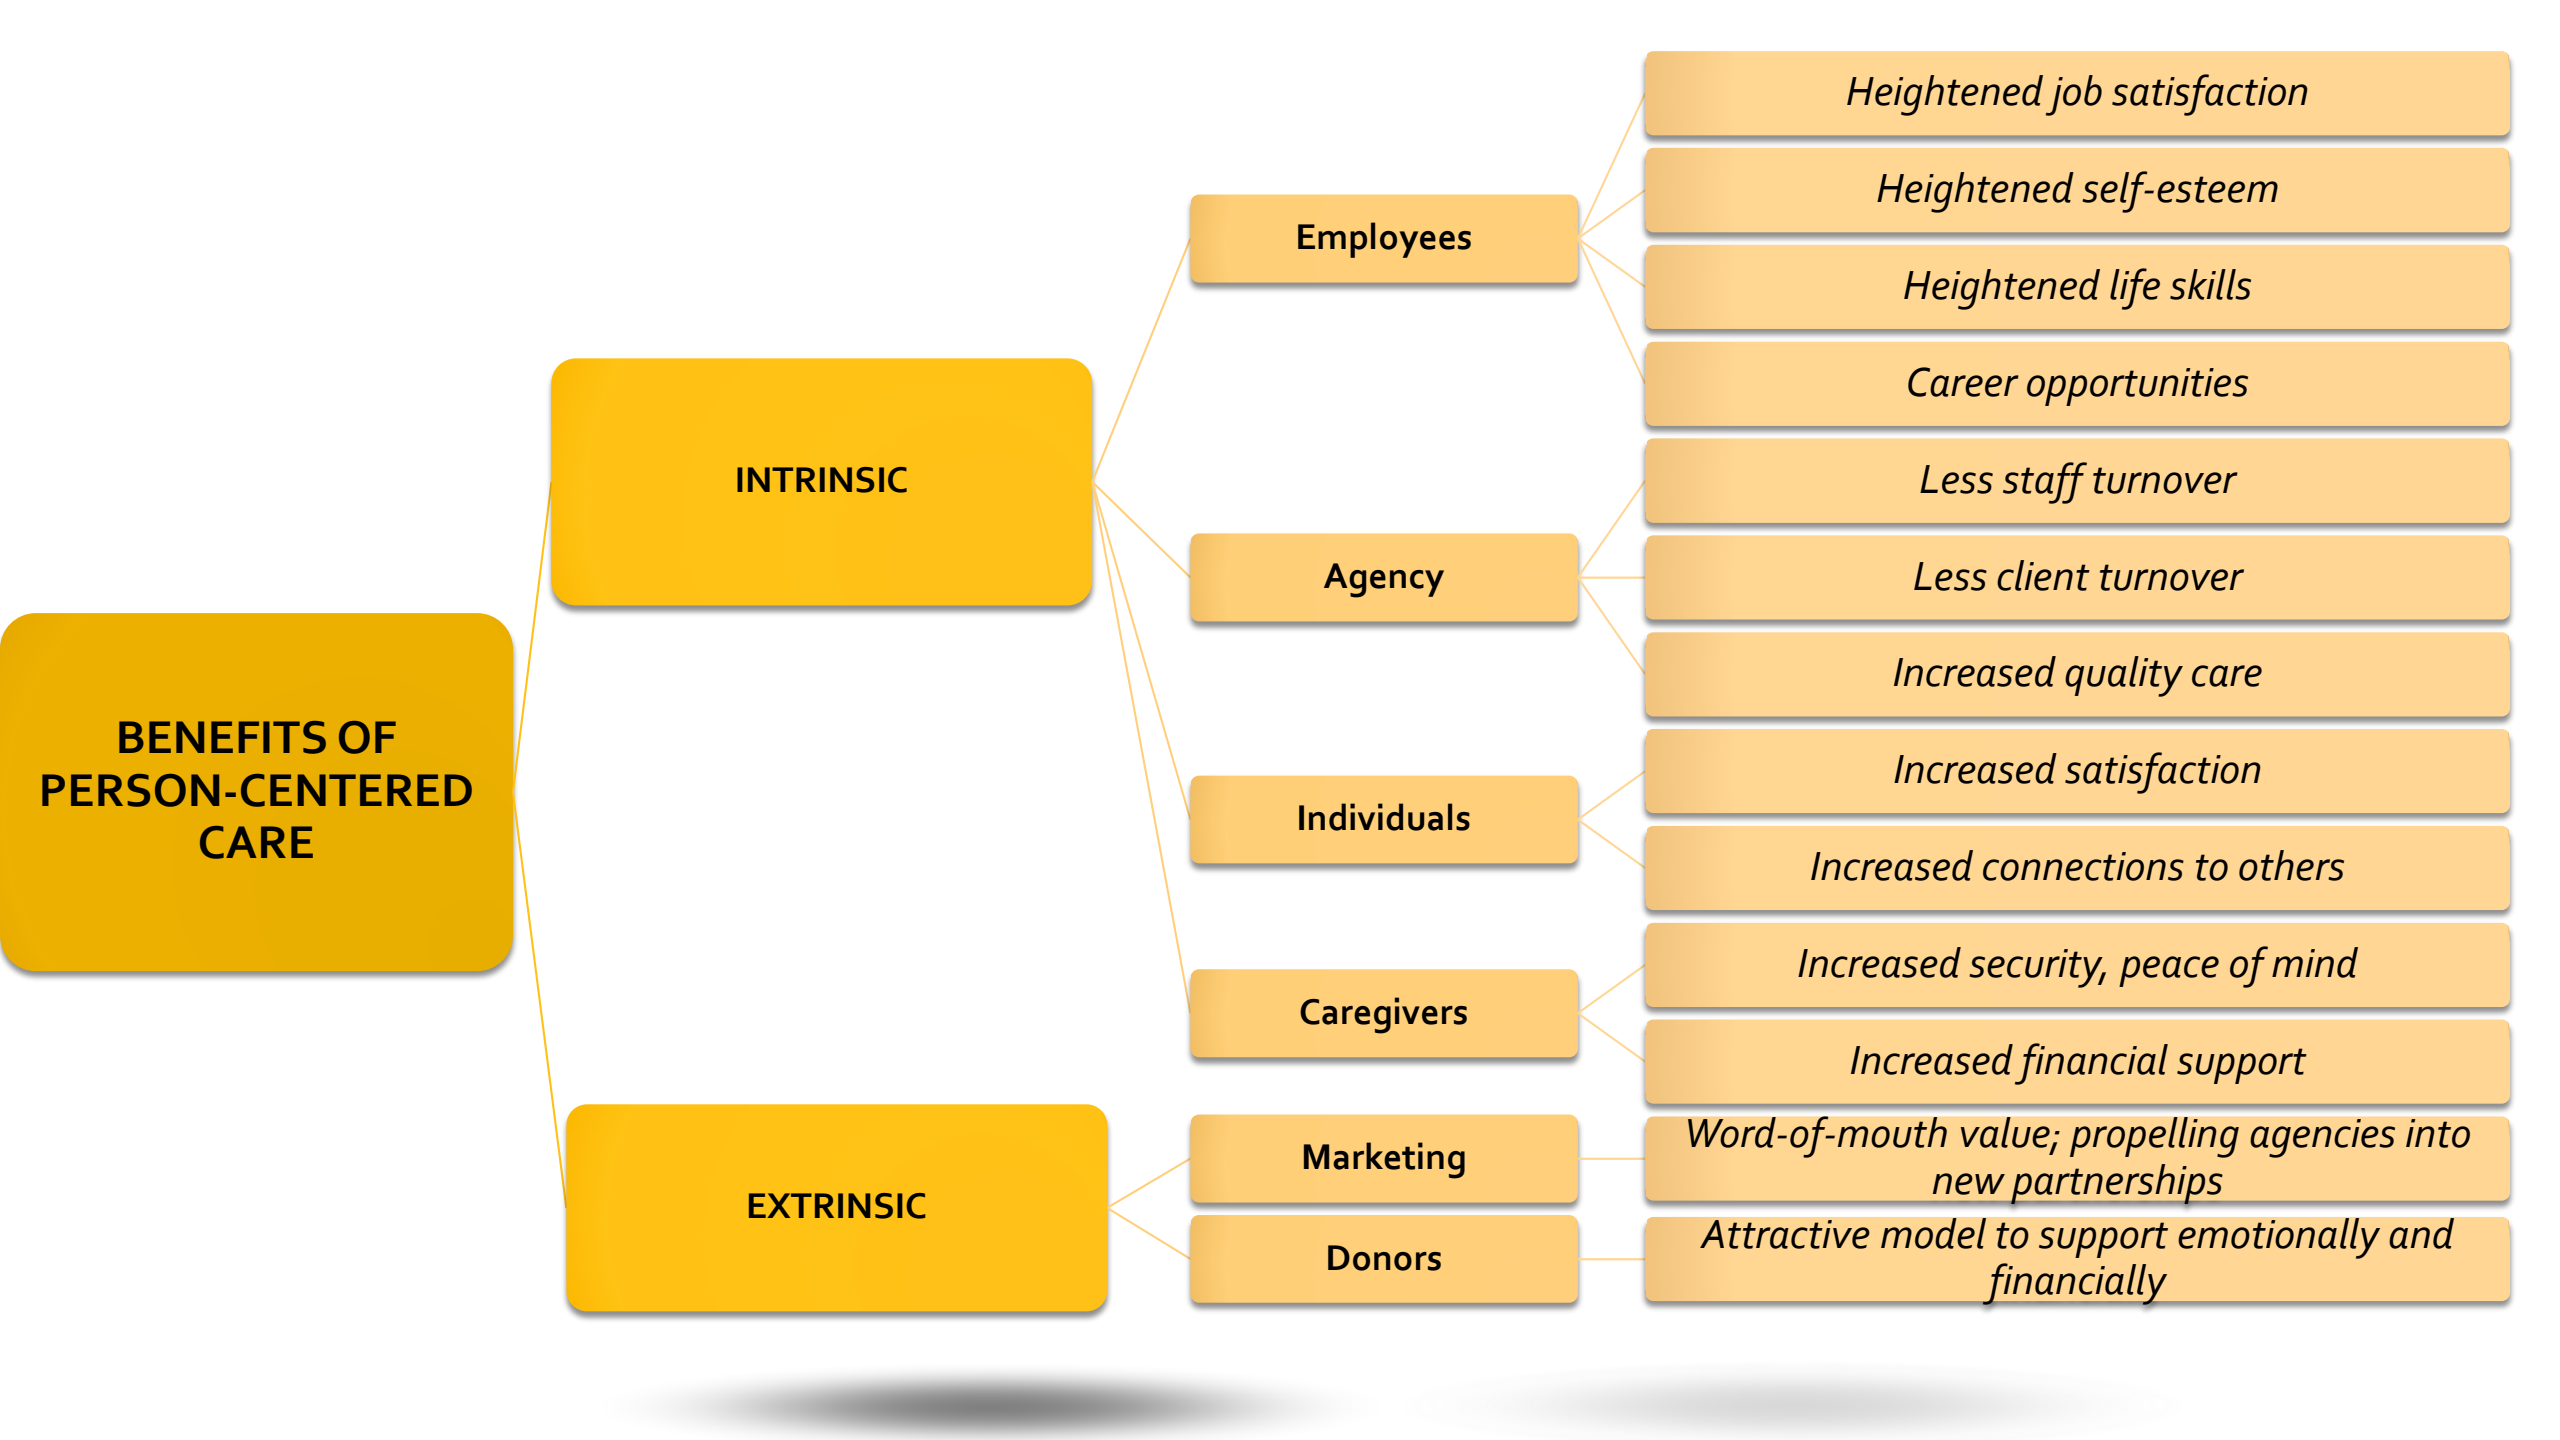 BENEFITS OF
PERSON-CENTERED
CARE
INTRINSIC
Employees
Heightened job satisfaction
Heightened self-esteem
Heightened life skills
Career opportunities
Agency
Less staff turnover
Less client turnover
Increased quality care
Individuals
Increased satisfaction
Increased connections to others
Caregivers
Increased security, peace of mind
Increased financial support
EXTRINSIC
Marketing
Word-of-mouth value; propelling agencies into
new partnerships
Donors
Attractive model to support emotionally and
financially